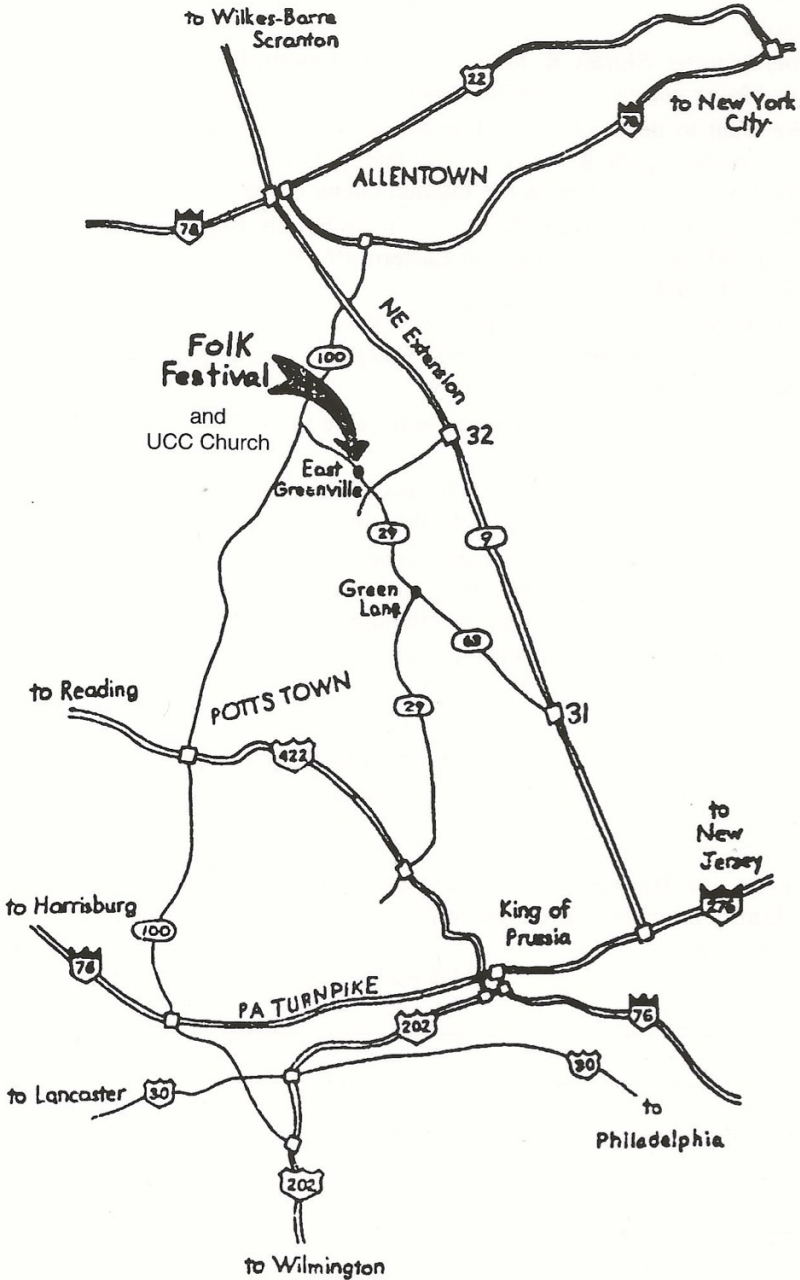 to Wilkes-Barre
Scranton
22
to New York
City
78
ALLENTOWN
78
NE Extension
Folk
Festival
100
and
UCC Church
32
East
Greenville
29
9
Green
Lane
63
to Reading
POTTS TOWN
29
31
422
to
New
Jersey
276
to Harrisburg
King of
Prussia
100
76
PA TURNPIKE
202
76
to Lancaster
30
30
to
Philadelphia
202
to Wilmington